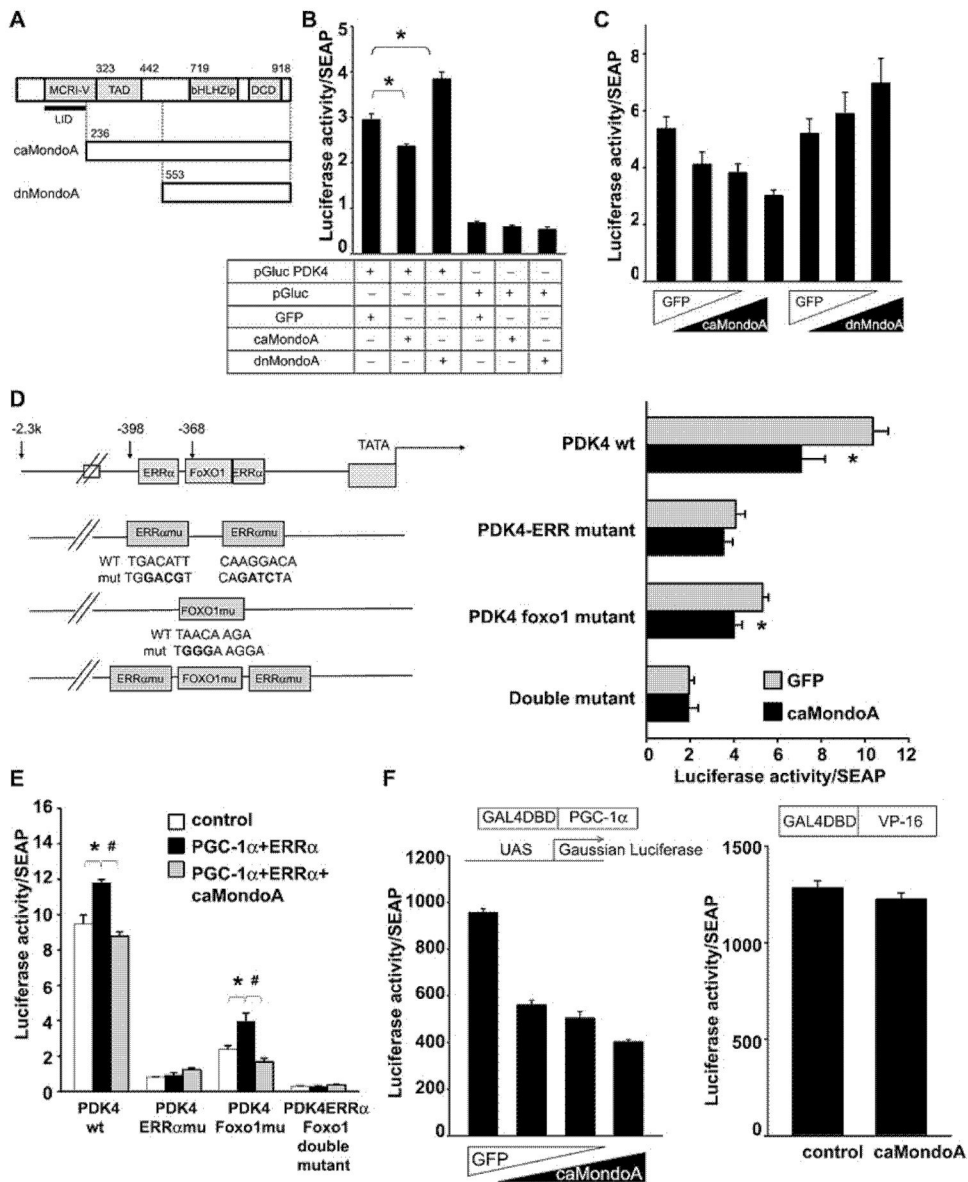 A
323 442 719 918
MCRI-V TAD bHLHZip DCD
LID
236
caMondoA
553
dnMondoA
B
Luciferase activity/SEAP
5
4
3
2
1
0
*
*
pGluc PDK4 + + + – – –
pGluc – – – + + +
GFP + – – + – –
caMondoA – + – – + –
dnMondoA – – + – – +
C
Luciferase activity/SEAP
8
6
4
2
0
GFP caMondoA GFP dnMndoA
D
-2.3k -398 -368 TATA
ERRα FoXO1 ERRα
ERRαmu ERRαmu
WT TGACATT CAAGGACA
mut TGGACGT CAGATCTA
FOXO1mu
WT TAACA AGA
mut TGGGA AGGA
ERRαmu FOXO1mu ERRαmu
PDK4 wt
*
PDK4-ERR mutant
PDK4 foxo1 mutant
*
Double mutant
GFP
caMondoA
0 2 4 6 8 10 12
Luciferase activity/SEAP
E
Luciferase activity/SEAP
16
14
12
10
8
6
4
2
0
control
PGC-1α+ERRα
PGC-1α+ERRα+
caMondoA
* #
* #
PDK4 wt
PDK4 ERRαmu
PDK4 Foxo1mu
PDK4ERRα Foxo1 double mutant
F
GAL4DBD PGC-1α
UAS Gaussian Luciferase
Luciferase activity/SEAP
1200
1000
800
600
400
200
0
GFP caMondoA
GAL4DBD VP-16
Luciferase activity/SEAP
1500
1000
500
0
control caMondoA